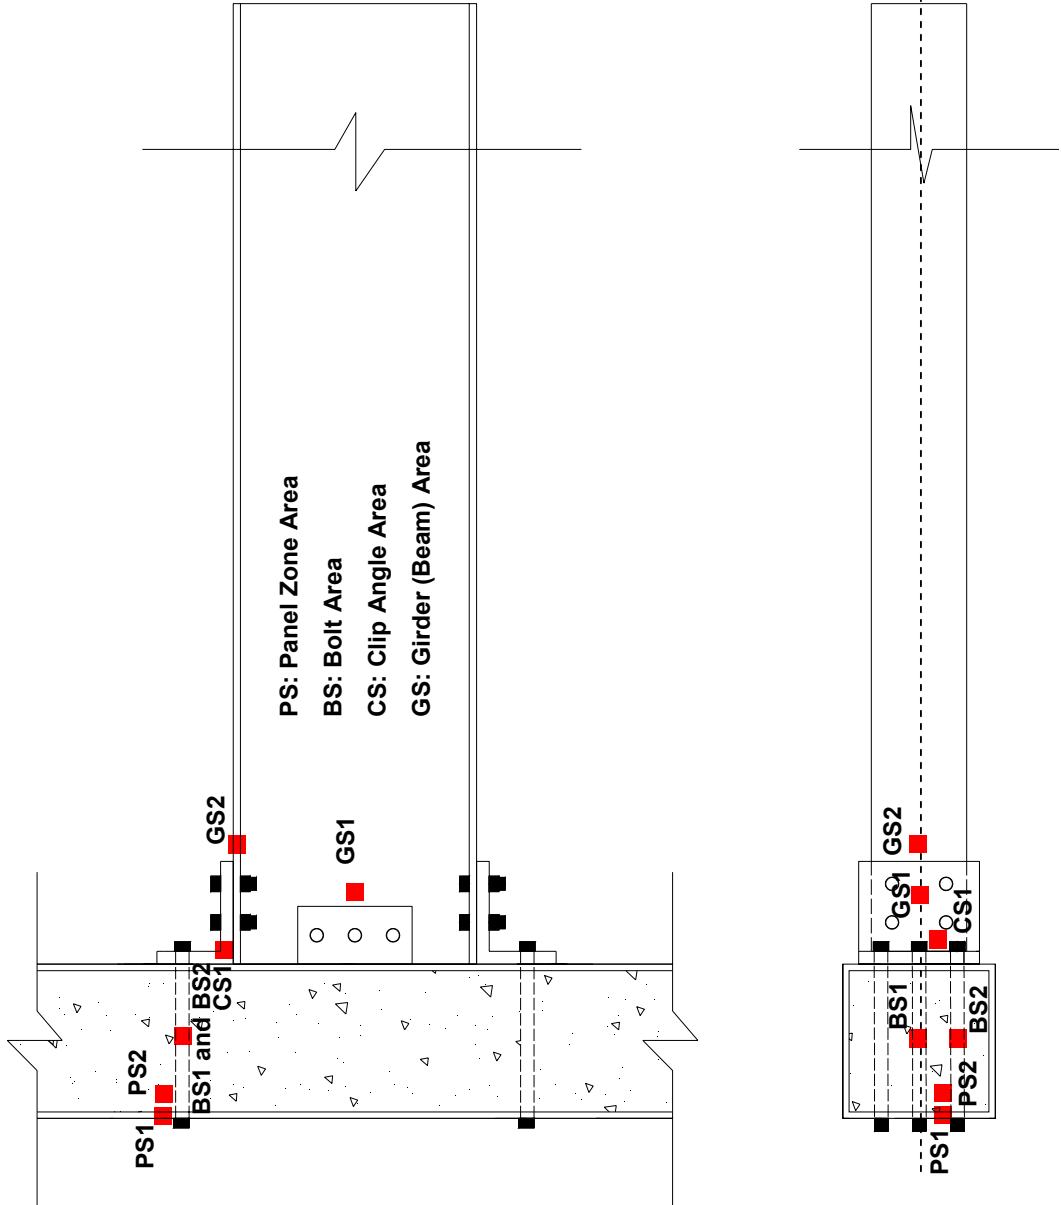 PS: Panel Zone Area
BS: Bolt Area
CS: Clip Angle Area
GS: Girder (Beam) Area
PS1
PS2
BS1 and BS2
CS1
GS2
GS1
PS1
PS2
BS1
BS2
CS1
GS1
GS2